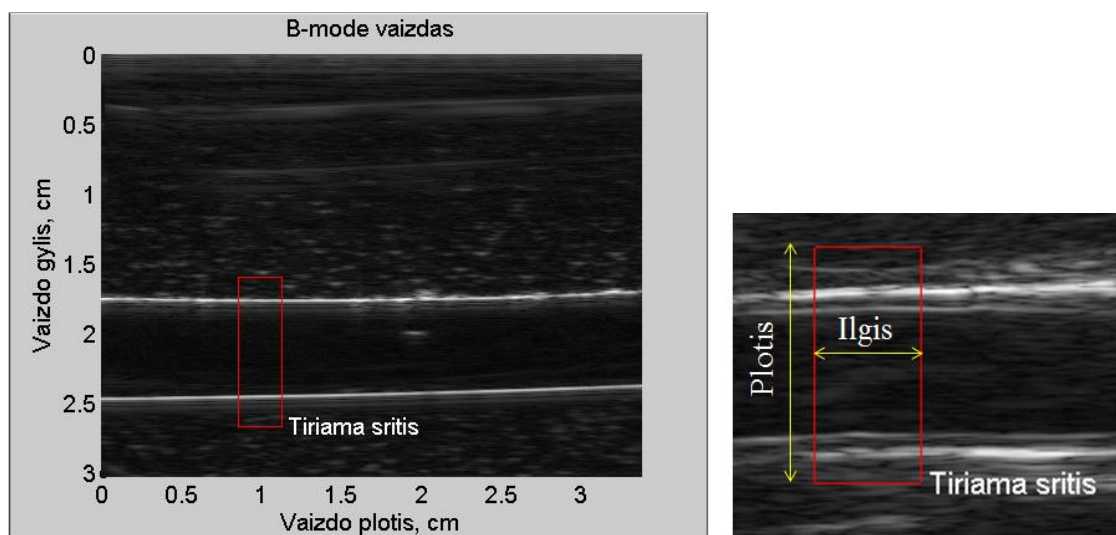 B-mode vaizdas
Vaizdo gylis, cm
0
0.5
1
1.5
2
2.5
3
Tiriama sritis
0
0.5
1
1.5
2
2.5
3
Vaizdo plotis, cm
Plotis
Ilgis
Tiriama sritis